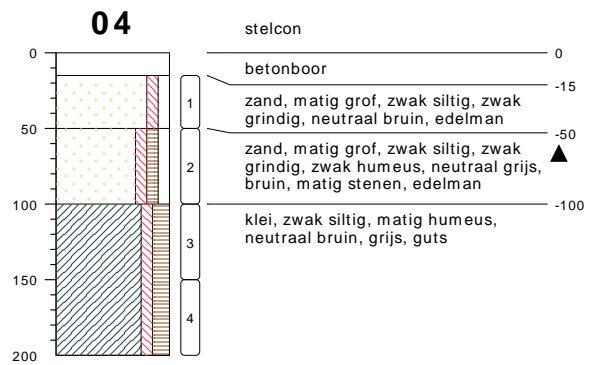 04
stelcon
0
0
betonboor
-15
1
zand, matig grof, zwak siltig, zwak
grindig, neutraal bruin, edelman
50
-50
2
zand, matig grof, zwak siltig, zwak
grindig, zwak humeus, neutraal grijs,
bruin, matig stenen, edelman
100
-100
3
klei, zwak siltig, matig humeus,
neutraal bruin, grijs, guts
150
4
200